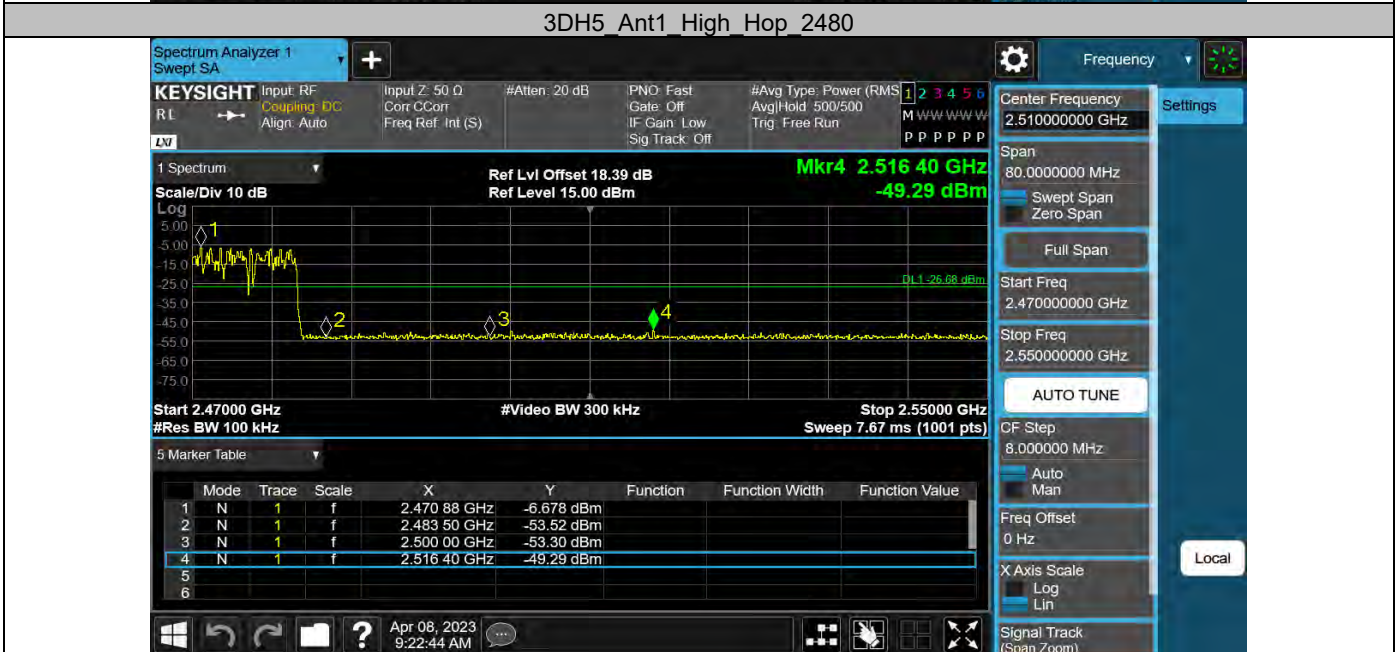 3DH5_Ant1_High_Hop_2480
Spectrum Analyzer 1
Swept SA
+
Frequency
KEYSIGHT
RL
LXI
Input: RF
Coupling: DC
Align: Auto
Input Z: 50 Ω
Corr CCorr
Freq Ref: Int (S)
#Atten: 20 dB
PNO: Fast
Gate: Off
IF Gain: Low
Sig Track: Off
#Avg Type: Power (RMS
Avg|Hold: 500/500
Trig: Free Run
1 2 3 4 5 6
M W W W W W
P P P P P P
1 Spectrum
Scale/Div 10 dB
Log
Ref Lvl Offset 18.39 dB
Ref Level 15.00 dBm
Mkr4 2.516 40 GHz
-49.29 dBm
5.00
-5.00
-15.0
-25.0
-35.0
-45.0
-55.0
-65.0
-75.0
1
2
3
4
DL1 -26.68 dBm
Start 2.47000 GHz
#Res BW 100 kHz
#Video BW 300 kHz
Stop 2.55000 GHz
Sweep 7.67 ms (1001 pts)
5 Marker Table
Mode Trace Scale X Y Function Function Width Function Value
1 N 1 f 2.470 88 GHz -6.678 dBm
2 N 1 f 2.483 50 GHz -53.52 dBm
3 N 1 f 2.500 00 GHz -53.30 dBm
4 N 1 f 2.516 40 GHz -49.29 dBm
5
6
?
Apr 08, 2023
9:22:44 AM
Center Frequency
2.510000000 GHz
Settings
Span
80.0000000 MHz
Swept Span
Zero Span
Full Span
Start Freq
2.470000000 GHz
Stop Freq
2.550000000 GHz
AUTO TUNE
CF Step
8.000000 MHz
Auto
Man
Freq Offset
0 Hz
X Axis Scale
Log
Lin
Local
Signal Track
(Span Zoom)